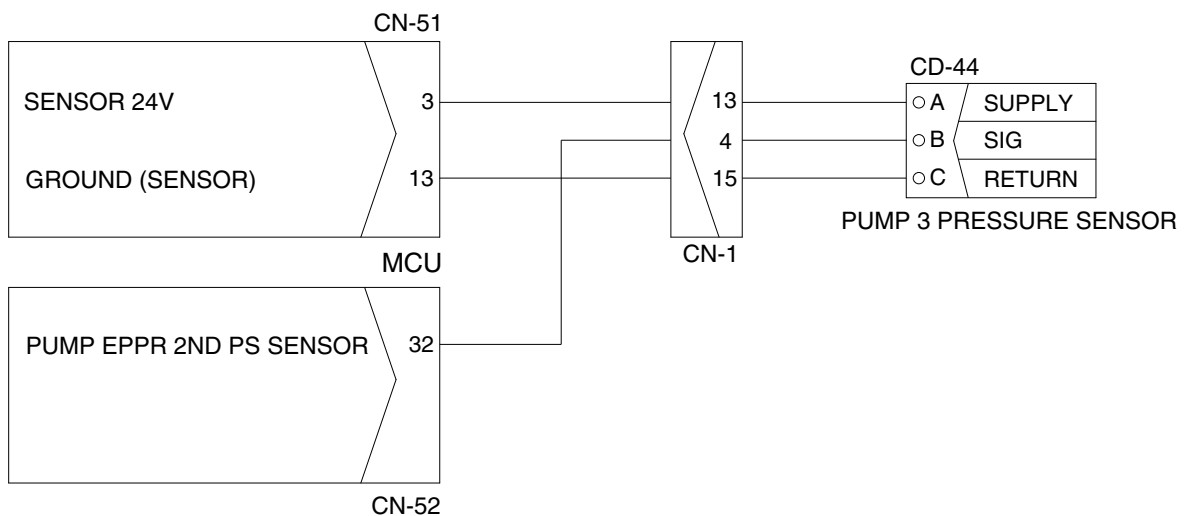 CN-51
SENSOR 24V 3
GROUND (SENSOR) 13
MCU
PUMP EPPR 2ND PS SENSOR 32
CN-52
13
4
15
CN-1
CD-44
A SUPPLY
B SIG
C RETURN
PUMP 3 PRESSURE SENSOR